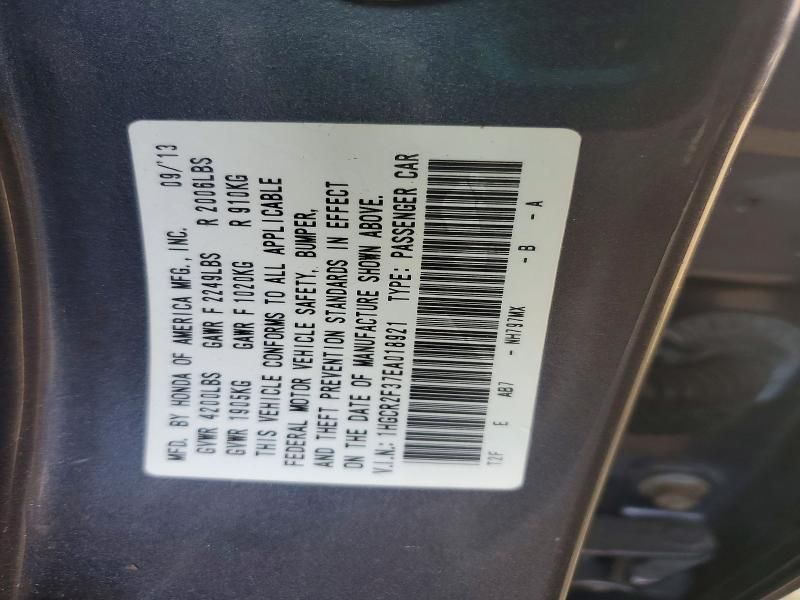 MFD. BY HONDA OF AMERICA MFG., INC. 09/'13
GVWR 4200LBS GAWR F 2249LBS R 2006LBS
GVWR 1905KG GAWR F 1020KG R 910KG
THIS VEHICLE CONFORMS TO ALL APPLICABLE
FEDERAL MOTOR VEHICLE SAFETY, BUMPER,
AND THEFT PREVENTION STANDARDS IN EFFECT
ON THE DATE OF MANUFACTURE SHOWN ABOVE.
V.I.N.: 1HGCR2F37EA018921 TYPE: PASSENGER CAR
T2F E AB7 - NH797MX - B - A